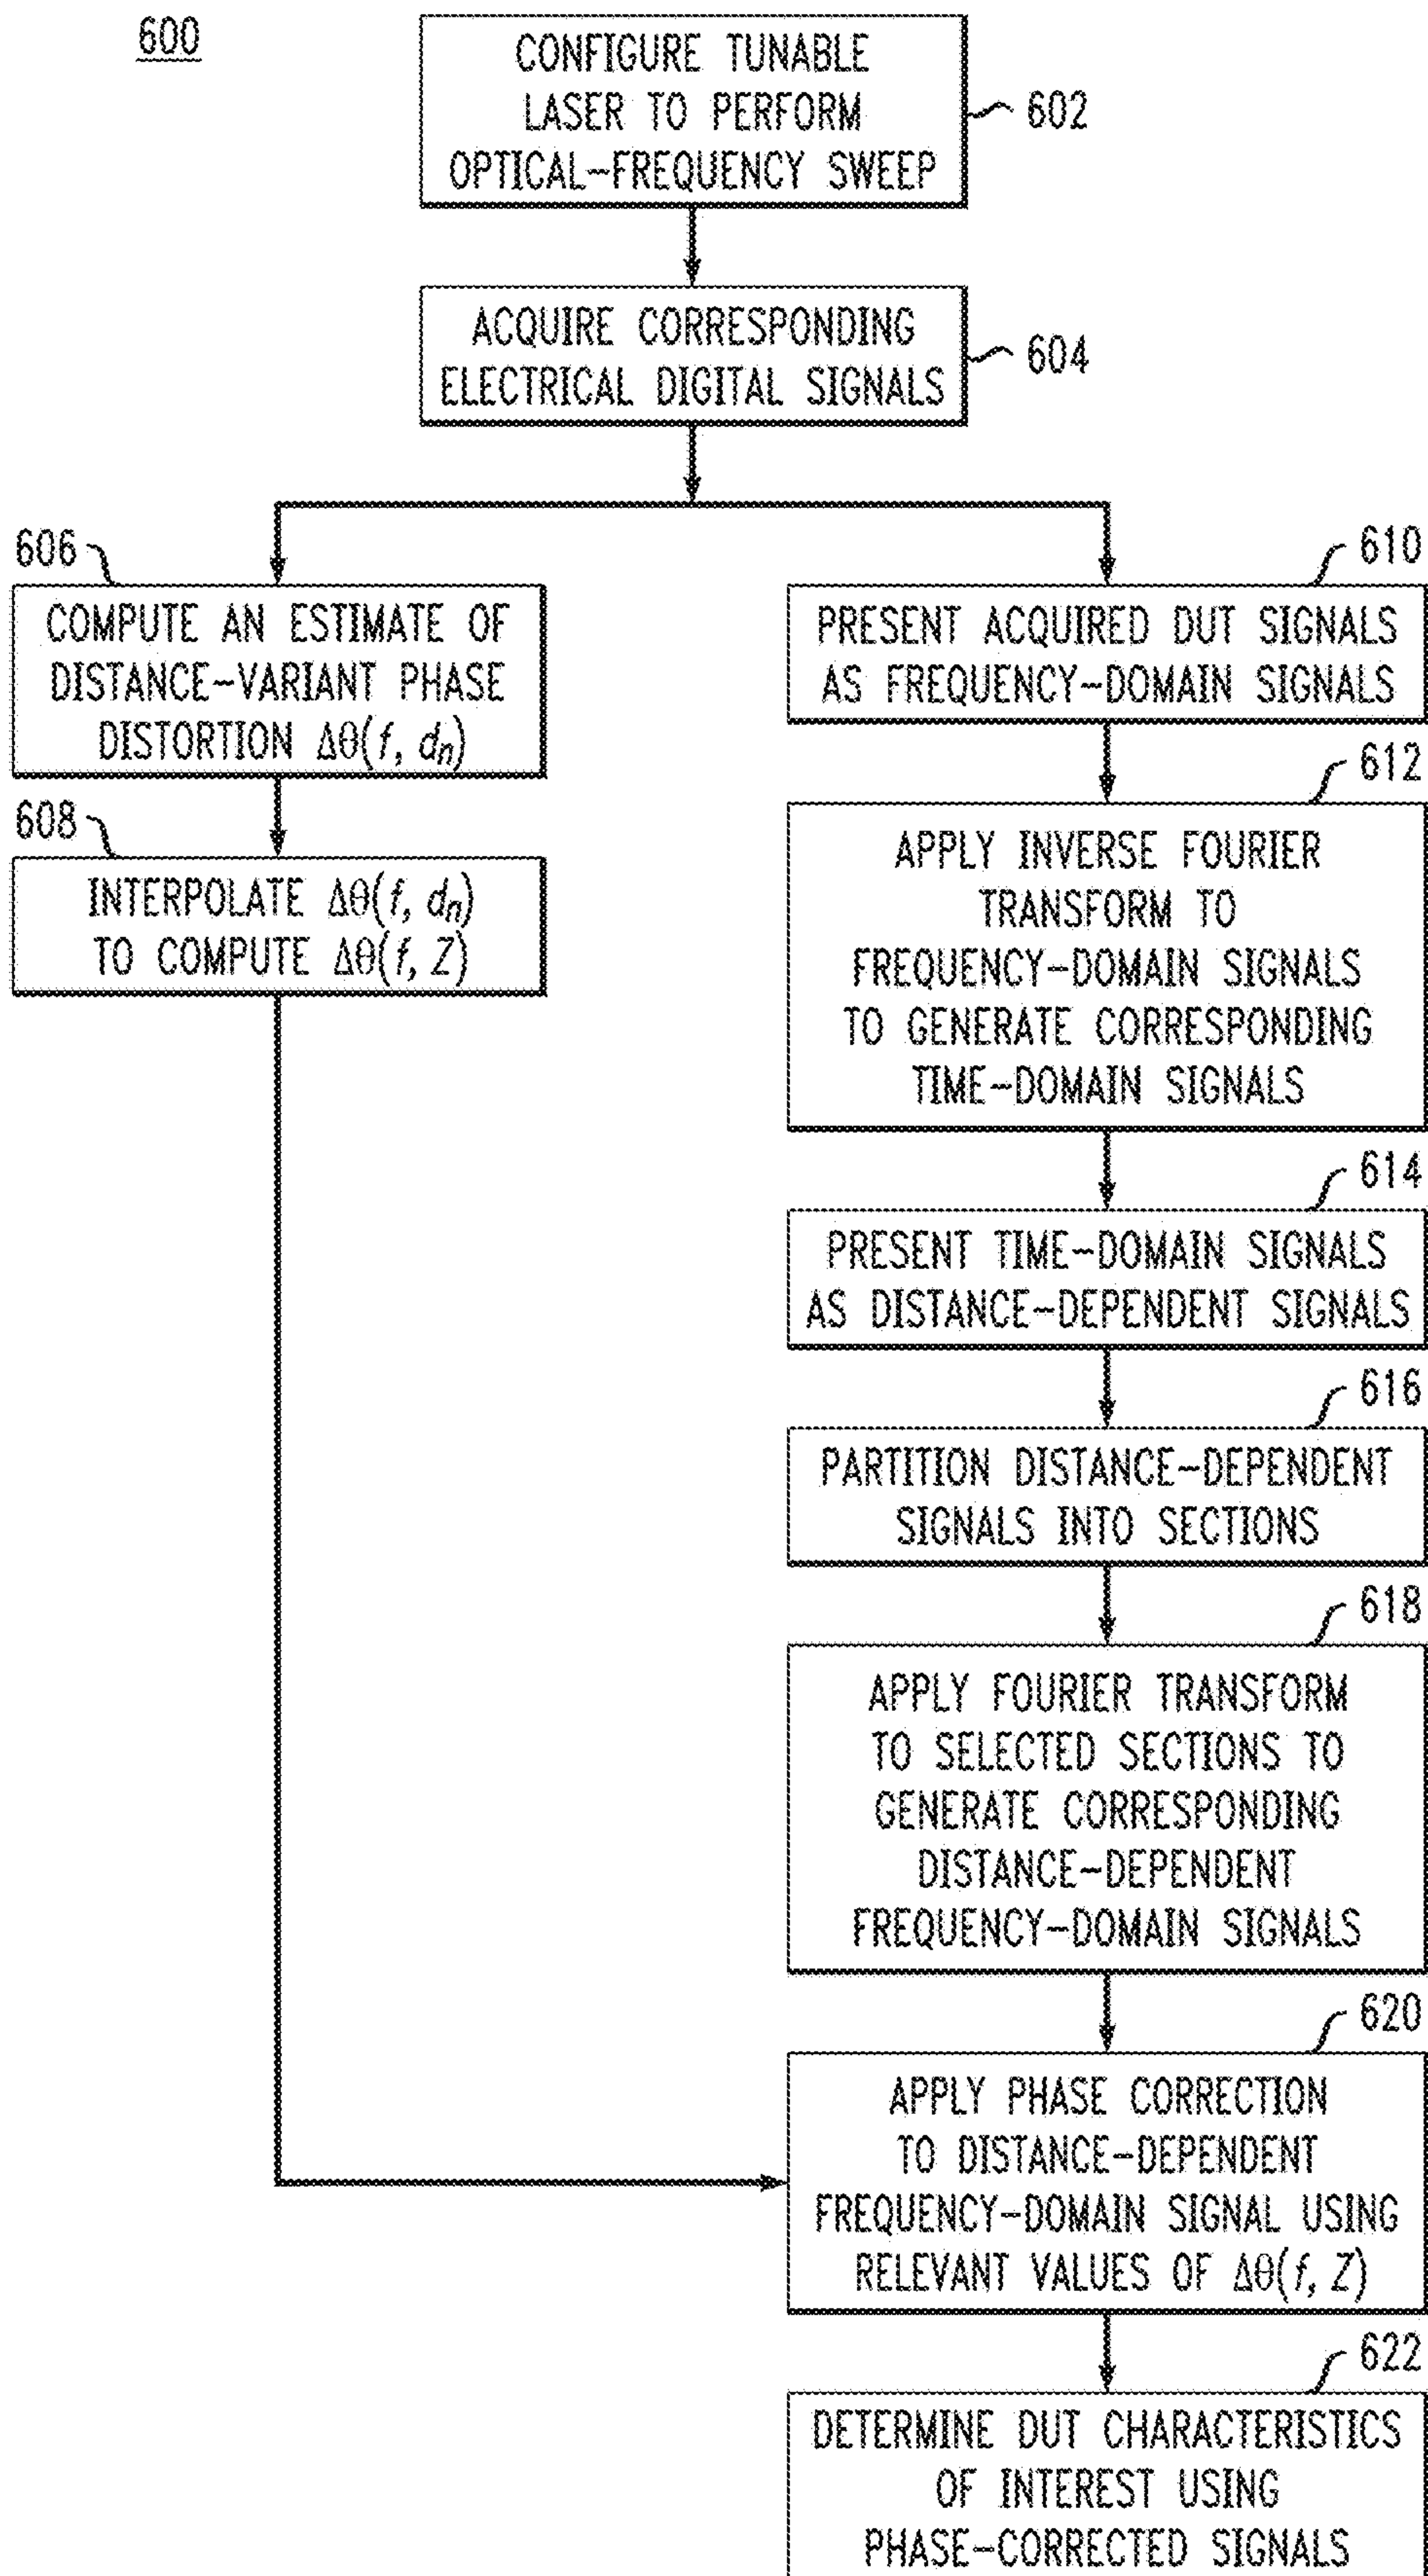 600
CONFIGURE TUNABLE
LASER TO PERFORM
OPTICAL-FREQUENCY SWEEP
602
ACQUIRE CORRESPONDING
ELECTRICAL DIGITAL SIGNALS
604
606
COMPUTE AN ESTIMATE OF
DISTANCE-VARIANT PHASE
DISTORTION Δθ(f, dₙ)
608
INTERPOLATE Δθ(f, dₙ)
TO COMPUTE Δθ(f, Z)
610
PRESENT ACQUIRED DUT SIGNALS
AS FREQUENCY-DOMAIN SIGNALS
612
APPLY INVERSE FOURIER
TRANSFORM TO
FREQUENCY-DOMAIN SIGNALS
TO GENERATE CORRESPONDING
TIME-DOMAIN SIGNALS
614
PRESENT TIME-DOMAIN SIGNALS
AS DISTANCE-DEPENDENT SIGNALS
616
PARTITION DISTANCE-DEPENDENT
SIGNALS INTO SECTIONS
618
APPLY FOURIER TRANSFORM
TO SELECTED SECTIONS TO
GENERATE CORRESPONDING
DISTANCE-DEPENDENT
FREQUENCY-DOMAIN SIGNALS
620
APPLY PHASE CORRECTION
TO DISTANCE-DEPENDENT
FREQUENCY-DOMAIN SIGNAL USING
RELEVANT VALUES OF Δθ(f, Z)
622
DETERMINE DUT CHARACTERISTICS
OF INTEREST USING
PHASE-CORRECTED SIGNALS